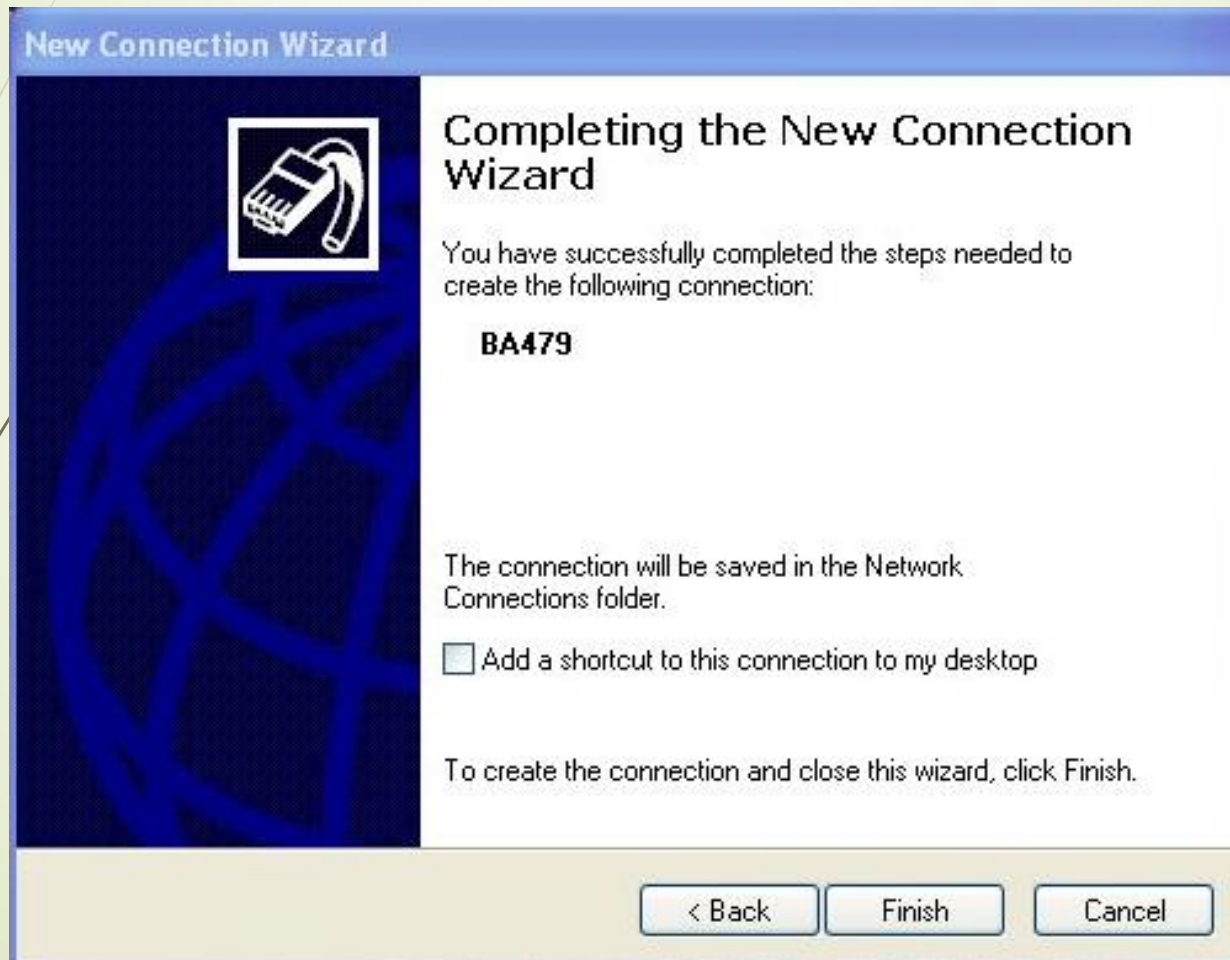 New Connection Wizard
Completing the New Connection
Wizard
You have successfully completed the steps needed to
create the following connection:
BA479
The connection will be saved in the Network
Connections folder.
Add a shortcut to this connection to my desktop
To create the connection and close this wizard, click Finish.
< Back Finish Cancel